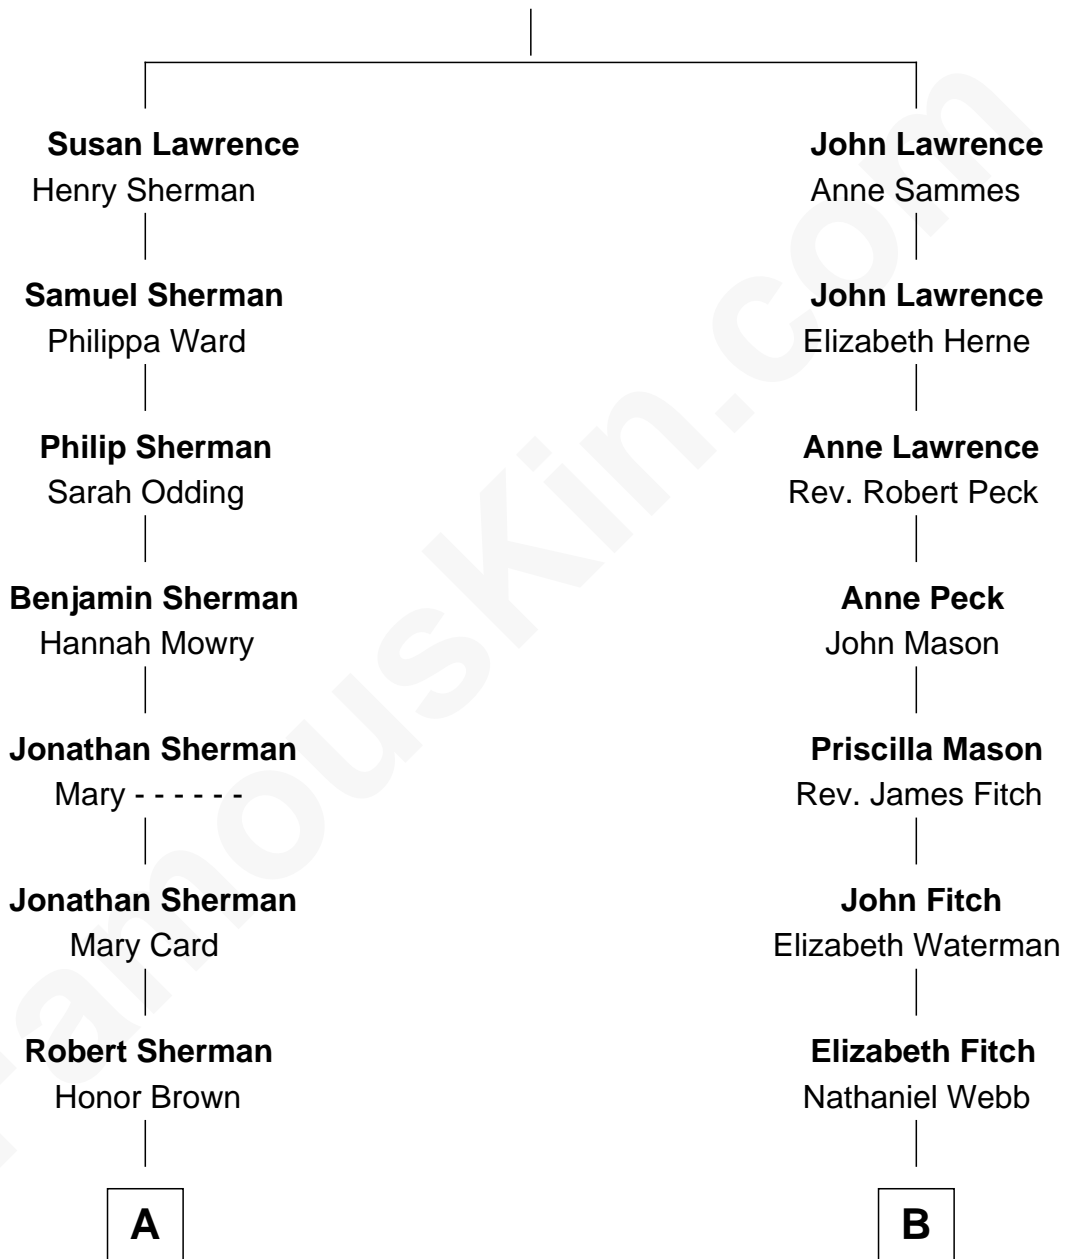 Susan Lawrence
Henry Sherman
Samuel Sherman
Philippa Ward
Philip Sherman
Sarah Odding
Benjamin Sherman
Hannah Mowry
Jonathan Sherman
Mary - - - - - -
Jonathan Sherman
Mary Card
Robert Sherman
Honor Brown
A
John Lawrence
Anne Sammes
John Lawrence
Elizabeth Herne
Anne Lawrence
Rev. Robert Peck
Anne Peck
John Mason
Priscilla Mason
Rev. James Fitch
John Fitch
Elizabeth Waterman
Elizabeth Fitch
Nathaniel Webb
B
FamousKin.com